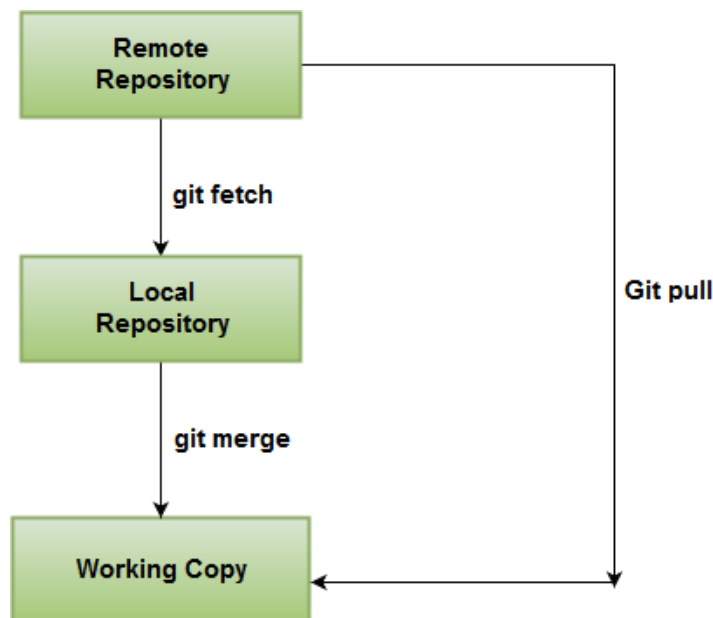 Remote
Repository
git fetch
Local
Repository
Git pull
git merge
Working Copy